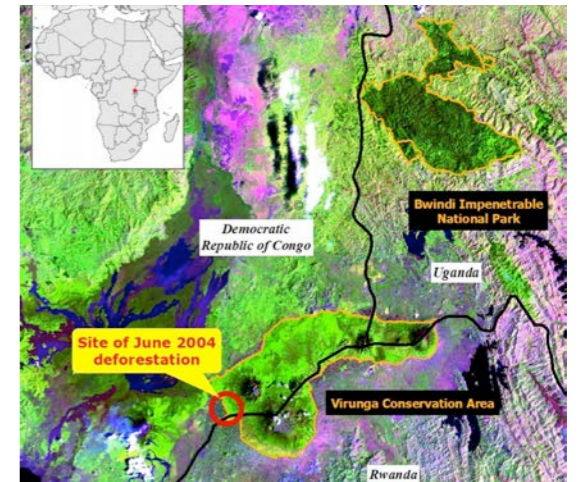 Bwindi Impenetrable
National Park
Democratic
Republic of Congo
Uganda
Site of June 2004
deforestation
Virunga Conservation Area
Rwanda